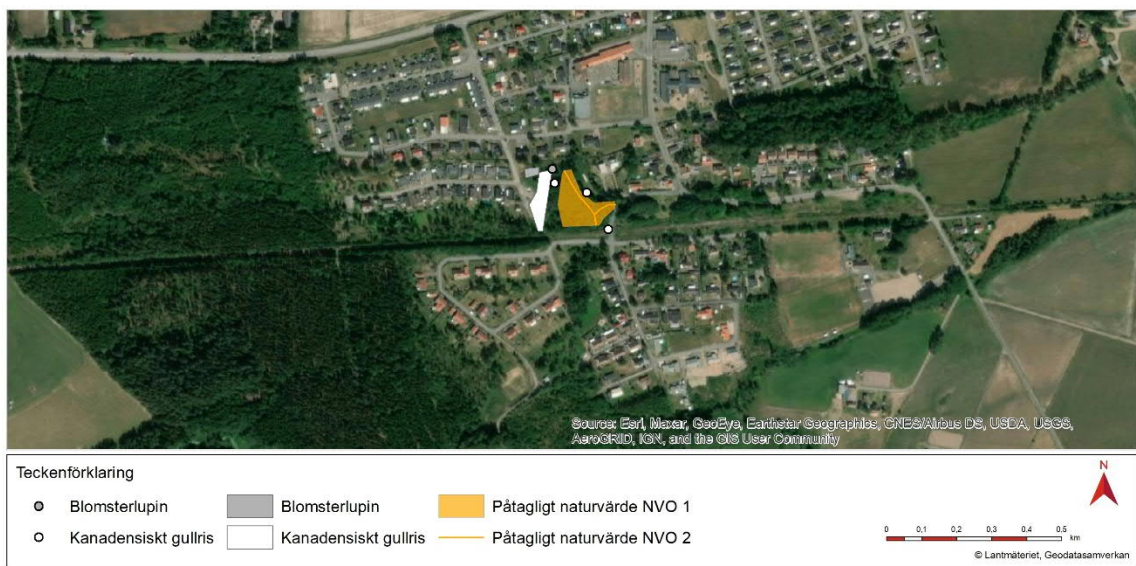 Source: Esri, Maxar, GeoEye, Earthstar Geographics, CNES/Airbus DS, USDA, USGS,
AeroGRID, IGN, and the GIS User Community
Teckenförklaring
Blomsterlupin Blomsterlupin Påtagligt naturvärde NVO 1
Kanadensiskt gullris Kanadensiskt gullris Påtagligt naturvärde NVO 2
N
0 0,1 0,2 0,3 0,4 0,5
km
© Lantmäteriet, Geodatasamverkan